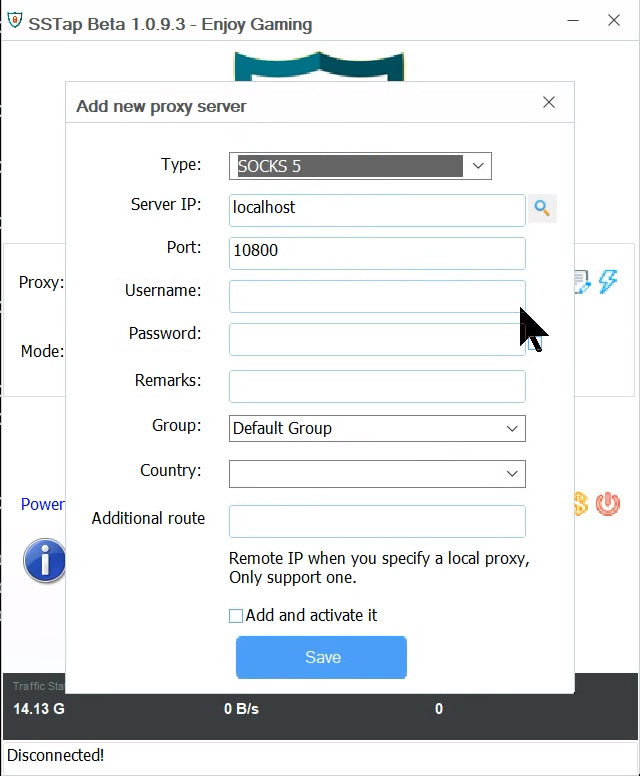 SSTap Beta 1.0.9.3 - Enjoy Gaming
Add new proxy server
Type: SOCKS 5
Server IP: localhost
Port: 10800
Proxy:
Username:
Password:
Mode:
Remarks:
Group: Default Group
Country:
Power
Additional route
Remote IP when you specify a local proxy,
Only support one.
Add and activate it
Save
Traffic Sta
14.13 G 0 B/s 0
Disconnected!